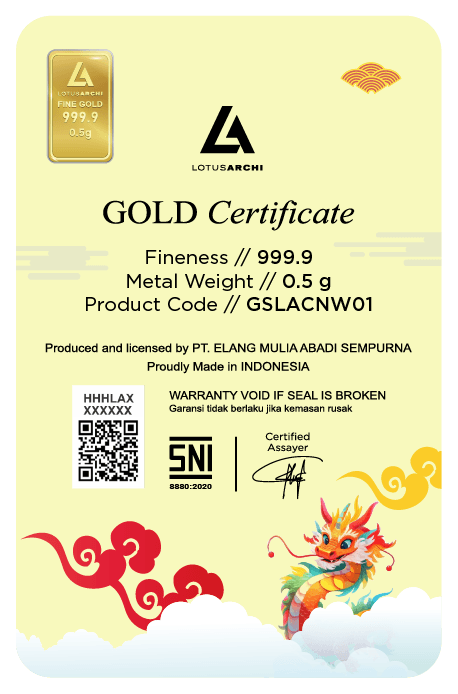 LOTUSARCHI
FINE GOLD
999.9
0.5g
LOTUSARCHI
GOLD Certificate
Fineness // 999.9
Metal Weight // 0.5 g
Product Code // GSLACNW01
Produced and licensed by PT. ELANG MULIA ABADI SEMPURNA
Proudly Made in INDONESIA
HHHLAX
XXXXXX
WARRANTY VOID IF SEAL IS BROKEN
Garansi tidak berlaku jika kemasan rusak
SNI
8880:2020
Certified
Assayer